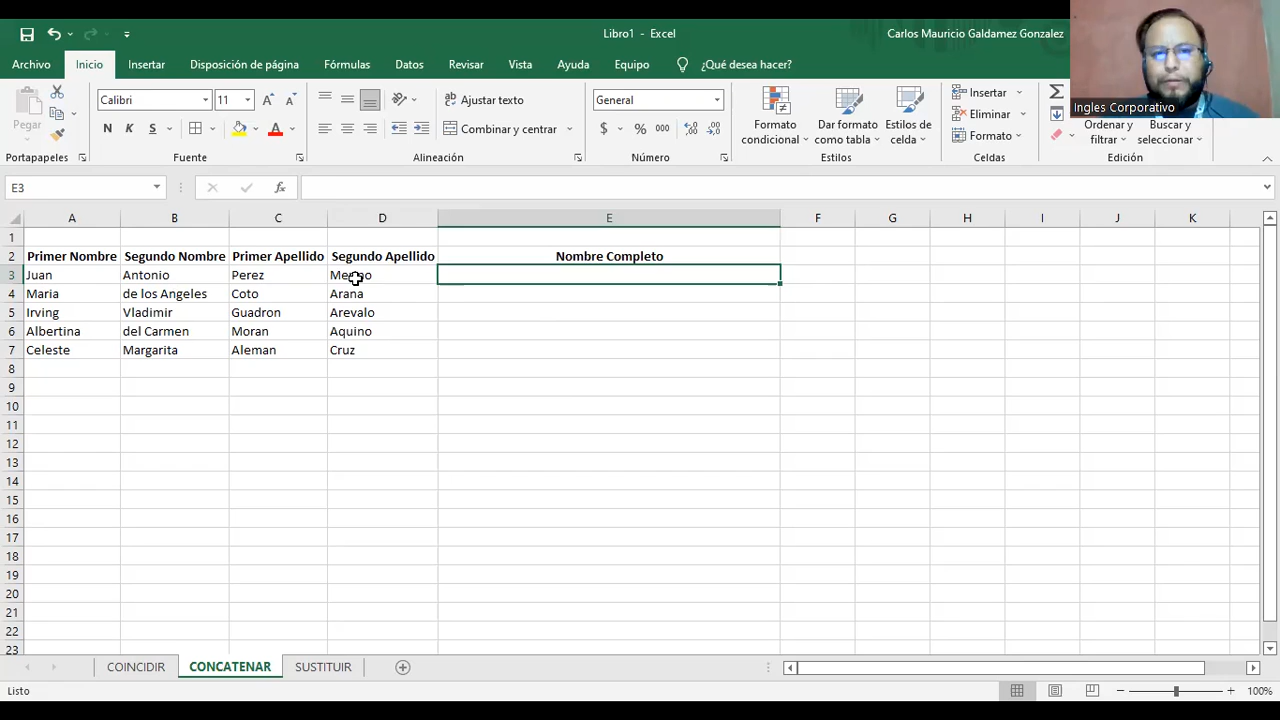 Libro1 - Excel
Carlos Mauricio Galdamez Gonzalez
Archivo Inicio Insertar Disposición de página Fórmulas Datos Revisar Vista Ayuda Equipo ¿Qué desea hacer?
Ingles Corporativo
Pegar
Calibri 11
N K S
Ajustar texto
Combinar y centrar
General
$ % 000
Formato condicional
Dar formato como tabla
Estilos de celda
Insertar
Eliminar
Formato
Ordenar y filtrar
Buscar y seleccionar
Portapapeles Fuente Alineación Número Estilos Celdas Edición
E3 fx
A B C D E F G H I J K
1
2 Primer Nombre Segundo Nombre Primer Apellido Segundo Apellido Nombre Completo
3 Juan Antonio Perez
4 Maria de los Angeles Coto Arana
5 Irving Vladimir Guadron Arevalo
6 Albertina del Carmen Moran Aquino
7 Celeste Margarita Aleman Cruz
8
9
10
11
12
13
14
15
16
17
18
19
20
21
22
23
COINCIDIR CONCATENAR SUSTITUIR
Listo 100%